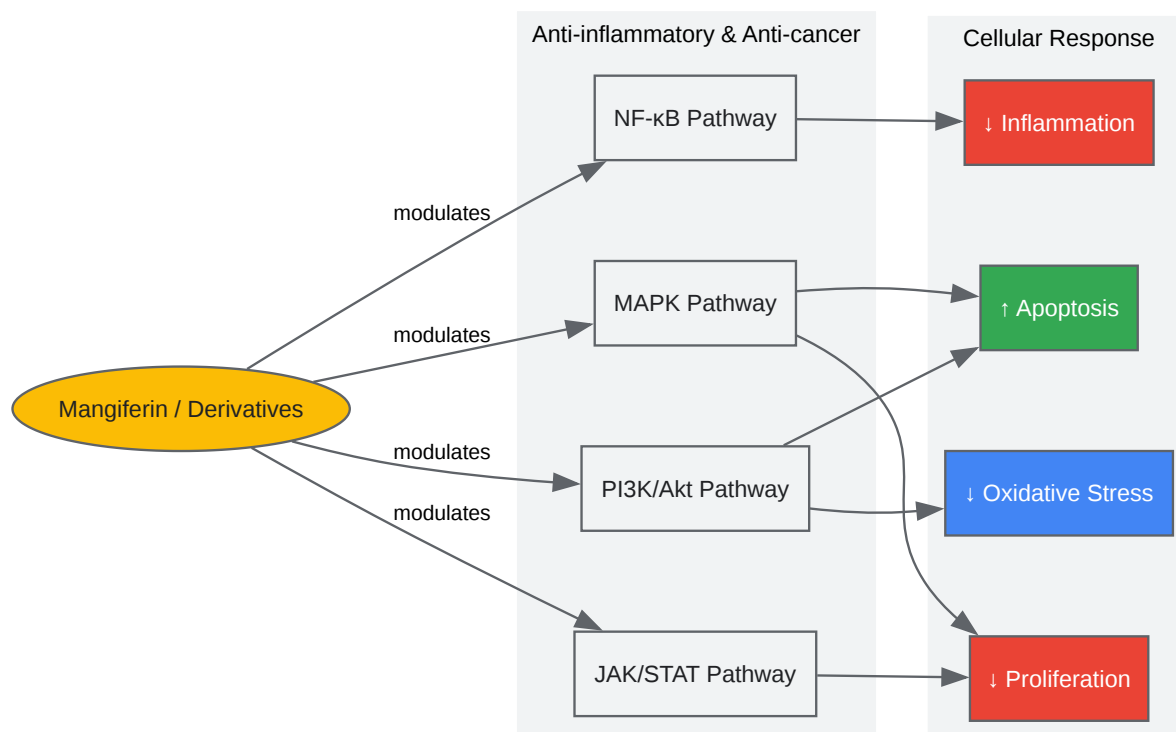 Anti-inflammatory & Anti-cancer
Cellular Response
NF-κB Pathway
↓ Inflammation
modulates
MAPK Pathway
↑ Apoptosis
modulates
Mangiferin / Derivatives
modulates
PI3K/Akt Pathway
↓ Oxidative Stress
modulates
JAK/STAT Pathway
↓ Proliferation